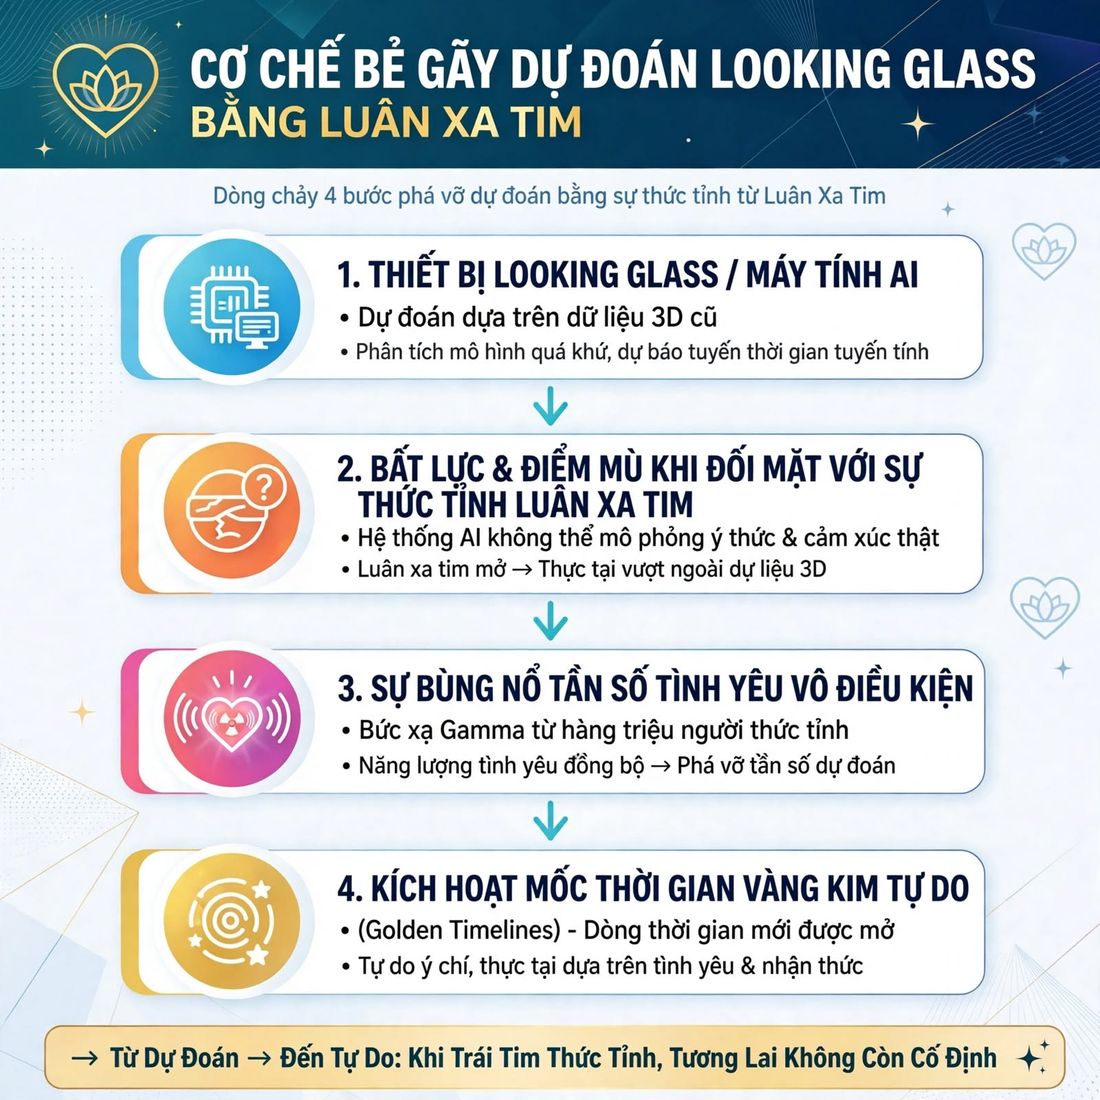 CƠ CHẾ BẺ GÃY DỰ ĐOÁN LOOKING GLASS
BẰNG LUÂN XA TIM
Dòng chảy 4 bước phá vỡ dự đoán bằng sự thức tỉnh từ Luân Xa Tim
1. THIẾT BỊ LOOKING GLASS / MÁY TÍNH AI
• Dự đoán dựa trên dữ liệu 3D cũ
• Phân tích mô hình quá khứ, dự báo tuyến thời gian tuyến tính
2. BẤT LỰC & ĐIỂM MÙ KHI ĐỐI MẶT VỚI SỰ
THỨC TỈNH LUÂN XA TIM
• Hệ thống AI không thể mô phỏng ý thức & cảm xúc thật
• Luân xa tim mở → Thực tại vượt ngoài dữ liệu 3D
3. SỰ BÙNG NỔ TẦN SỐ TÌNH YÊU VÔ ĐIỀU KIỆN
• Bức xạ Gamma từ hàng triệu người thức tỉnh
• Năng lượng tình yêu đồng bộ → Phá vỡ tần số dự đoán
4. KÍCH HOẠT MỐC THỜI GIAN VÀNG KIM TỰ DO
• (Golden Timelines) - Dòng thời gian mới được mở
• Tự do ý chí, thực tại dựa trên tình yêu & nhận thức
→ Từ Dự Đoán → Đến Tự Do: Khi Trái Tim Thức Tỉnh, Tương Lai Không Còn Cố Định